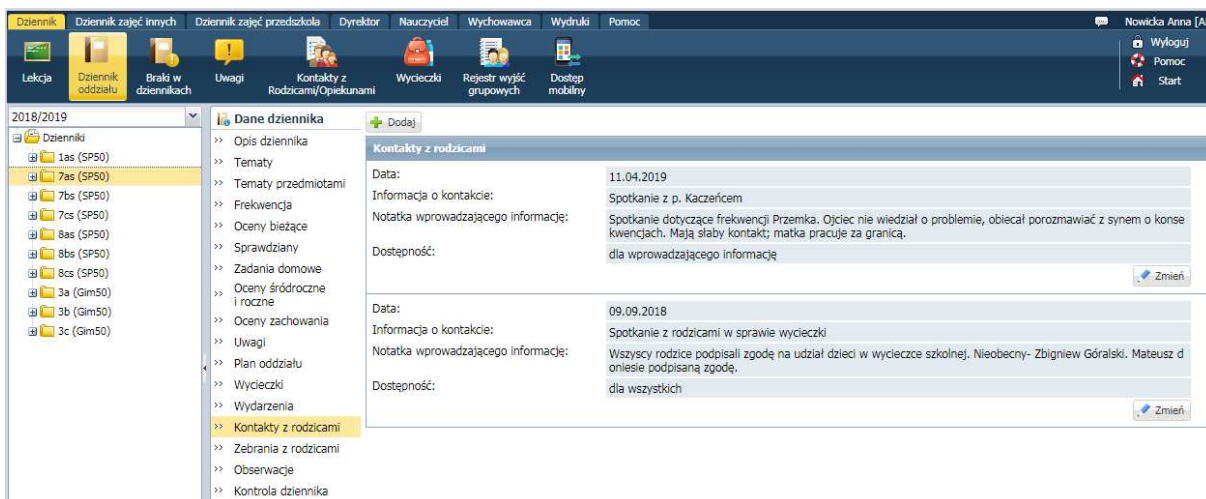 Dziennik Dziennik zajęć innych Dziennik zajęć przedszkola Dyrektor Nauczyciel Wychowawca Wydruki Pomoc Nowicka Anna [A
Lekcja
Dziennik
oddziału
Braki w
dziennikach
Uwagi
Kontakty z
Rodzicami/Opiekunami
Wycieczki
Rejestr wyjść
grupowych
Dostęp
mobilny
Wyloguj
Pomoc
Start
2018/2019
Dzienniki
1as (SP50)
7as (SP50)
7bs (SP50)
7cs (SP50)
8as (SP50)
8bs (SP50)
8cs (SP50)
3a (Gim50)
3b (Gim50)
3c (Gim50)
Dane dziennika
Opis dziennika
Tematy
Tematy przedmiotami
Frekwencja
Oceny bieżące
Sprawdziany
Zadania domowe
Oceny śródroczne
i roczne
Oceny zachowania
Uwagi
Plan oddziału
Wycieczki
Wydarzenia
Kontakty z rodzicami
Zebrania z rodzicami
Obserwacje
Kontrola dziennika
Dodaj
Kontakty z rodzicami
Data: 11.04.2019
Informacja o kontakcie: Spotkanie z p. Kaczeńcem
Notatka wprowadzającego informację: Spotkanie dotyczące frekwencji Przemka. Ojciec nie wiedział o problemie, obiecał porozmawiać z synem o konse
kwencjach. Mają słaby kontakt; matka pracuje za granicą.
Dostępność: dla wprowadzającego informację
Zmień
Data: 09.09.2018
Informacja o kontakcie: Spotkanie z rodzicami w sprawie wycieczki
Notatka wprowadzającego informację: Wszyscy rodzice podpisali zgodę na udział dzieci w wycieczce szkolnej. Nieobecny- Zbigniew Góralski. Mateusz d
oniesie podpisaną zgodę.
Dostępność: dla wszystkich
Zmień